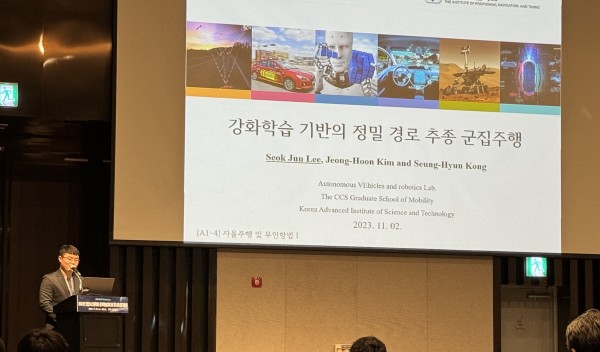 THE INSTITUTE OF POSITIONING, NAVIGATION, AND TIMING
강화학습 기반의 정밀 경로 추종 군집주행
Seok Jun Lee, Jeong-Hoon Kim and Seung-Hyun Kong
Autonomous VEhicles and robotics Lab.
The CCS Graduate School of Mobility
Korea Advanced Institute of Science and Technology
2023. 11. 02.
[A1-4] 자율주행 및 무인항법 I